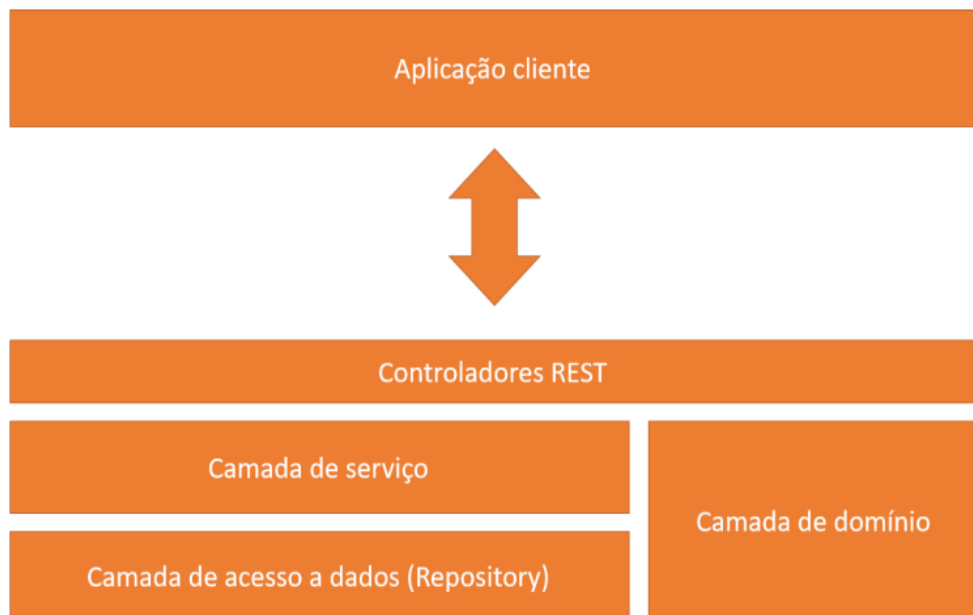 Aplicação cliente
Controladores REST
Camada de serviço
Camada de domínio
Camada de acesso a dados (Repository)